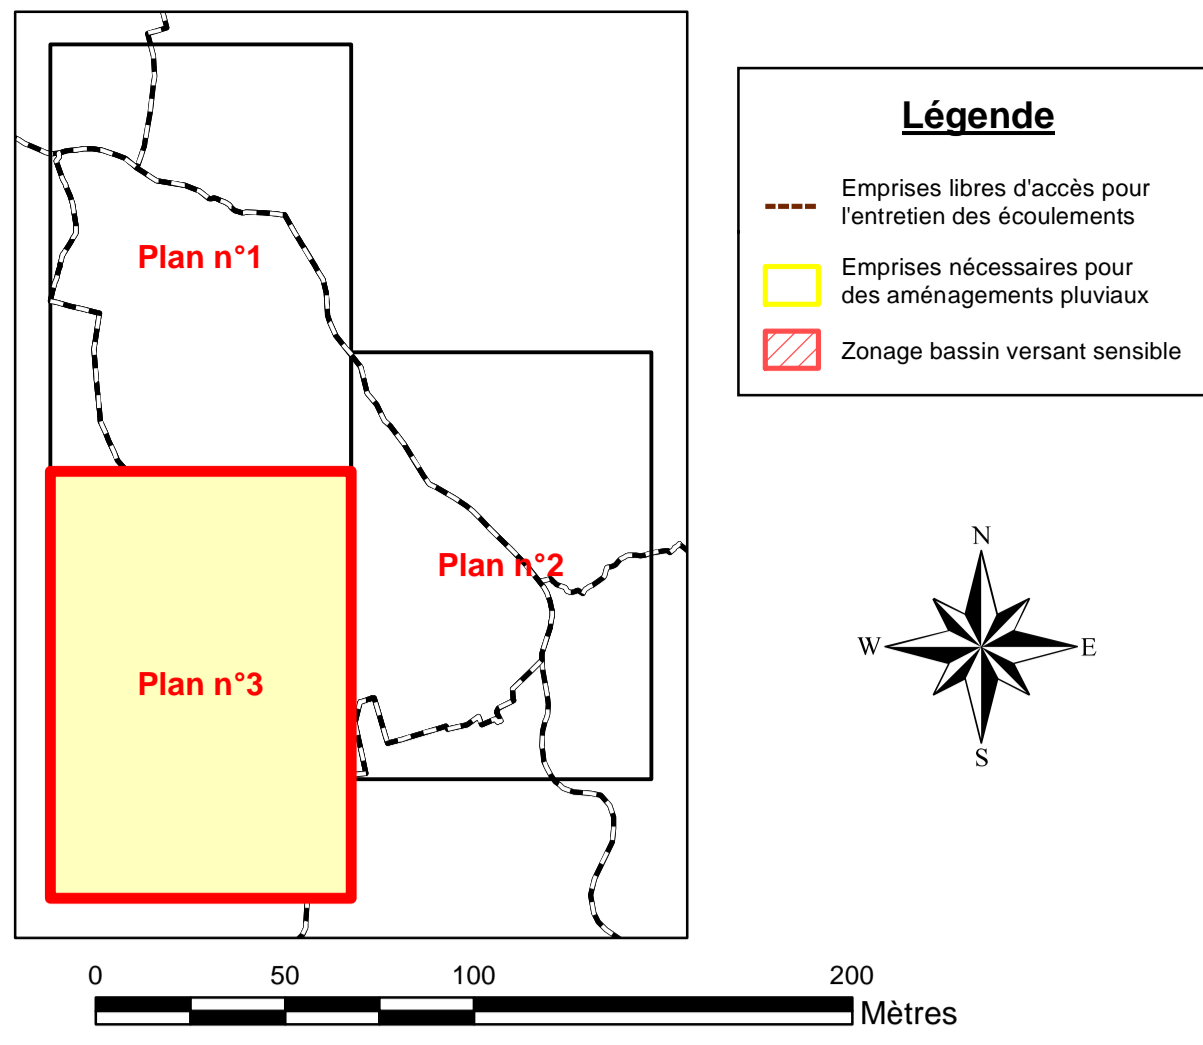 Plan n°1
Plan n°2
Plan n°3
Légende
Emprises libres d'accès pour
l'entretien des écoulements
Emprises nécessaires pour
des aménagements pluviaux
Zonage bassin versant sensible
N
W
E
S
0 50 100 200
Mètres